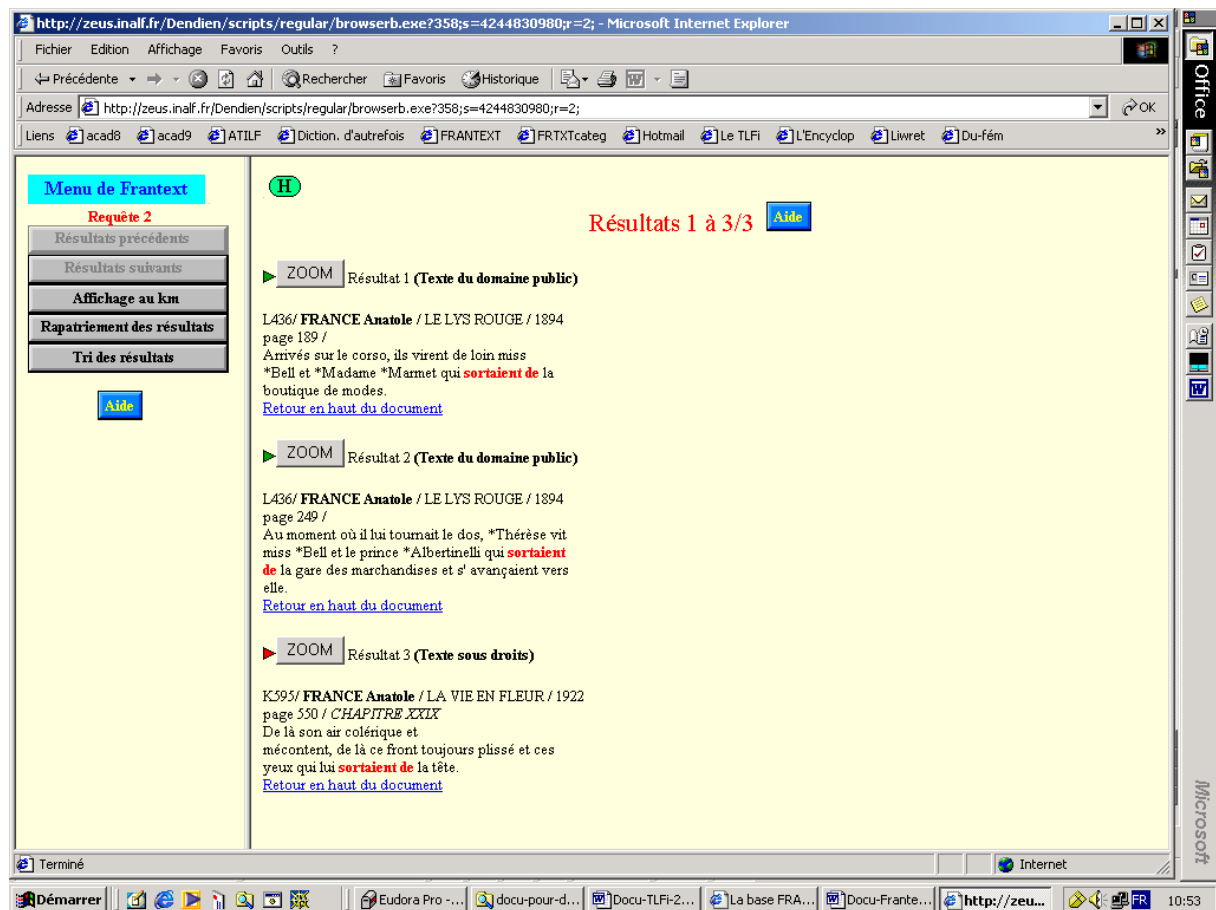 http://zeus.inalf.fr/Dendien/scripts/regular/browserb.exe?358;s=4244830980;r=2; - Microsoft Internet Explorer
Fichier Edition Affichage Favoris Outils ?
Précédente Rechercher Favoris Historique
Adresse http://zeus.inalf.fr/Dendien/scripts/regular/browserb.exe?358;s=4244830980;r=2; OK
Liens acad8 acad9 ATILF Diction. d'autrefois FRANTEXT FRTXTcateg Hotmail Le TLFi L'Encyclop Liwret Du-fém »
Menu de Frantext
Requête 2
Résultats précédents
Résultats suivants
Affichage au km
Rapatriement des résultats
Tri des résultats
Aide
H
Résultats 1 à 3/3 Aide
ZOOM Résultat 1 (Texte du domaine public)
L436/ FRANCE Anatole / LE LYS ROUGE / 1894
page 189 /
Arrivés sur le corso, ils virent de loin miss
*Bell et *Madame *Marmet qui sortaient de la
boutique de modes.
Retour en haut du document
ZOOM Résultat 2 (Texte du domaine public)
L436/ FRANCE Anatole / LE LYS ROUGE / 1894
page 249 /
Au moment où il lui tournait le dos, *Thérèse vit
miss *Bell et le prince *Albertinelli qui sortaient
de la gare des marchandises et s' avançaient vers
elle.
Retour en haut du document
ZOOM Résultat 3 (Texte sous droits)
K595/ FRANCE Anatole / LA VIE EN FLEUR / 1922
page 550 / CHAPITRE XXIX
De là son air colérique et
mécontent, de là ce front toujours plissé et ces
yeux qui lui sortaient de la tête.
Retour en haut du document
Terminé Internet
Office
Microsoft
Démarrer Eudora Pro -... docu-pour-d... Docu-TLFi-2... La base FRA... Docu-Frante... http://zeu... FR 10:53